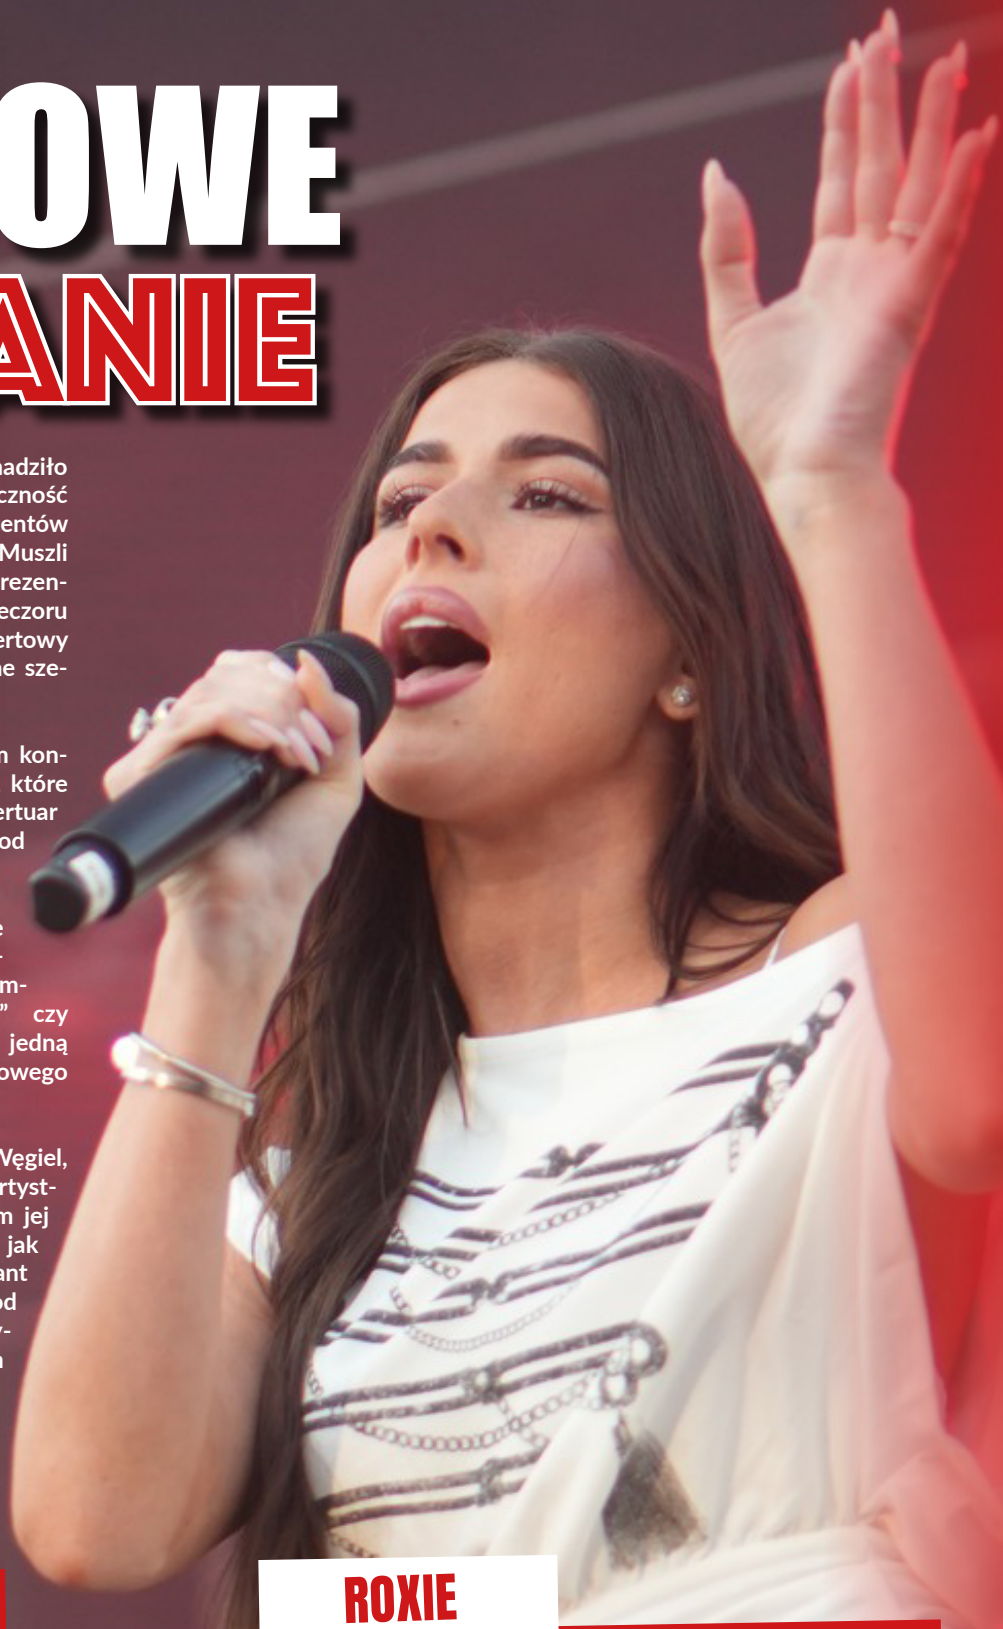 OWE
ANIE
nadziło
czność
entów
Muszli
rezen-
eczoru
ertowy
ne sze-
m kon-
które
ertuar
od
e
-
m-
” czy
jedną
owego
Węgiel,
rtyst-
m jej
jak
ant
od
y-
n
ROXIE